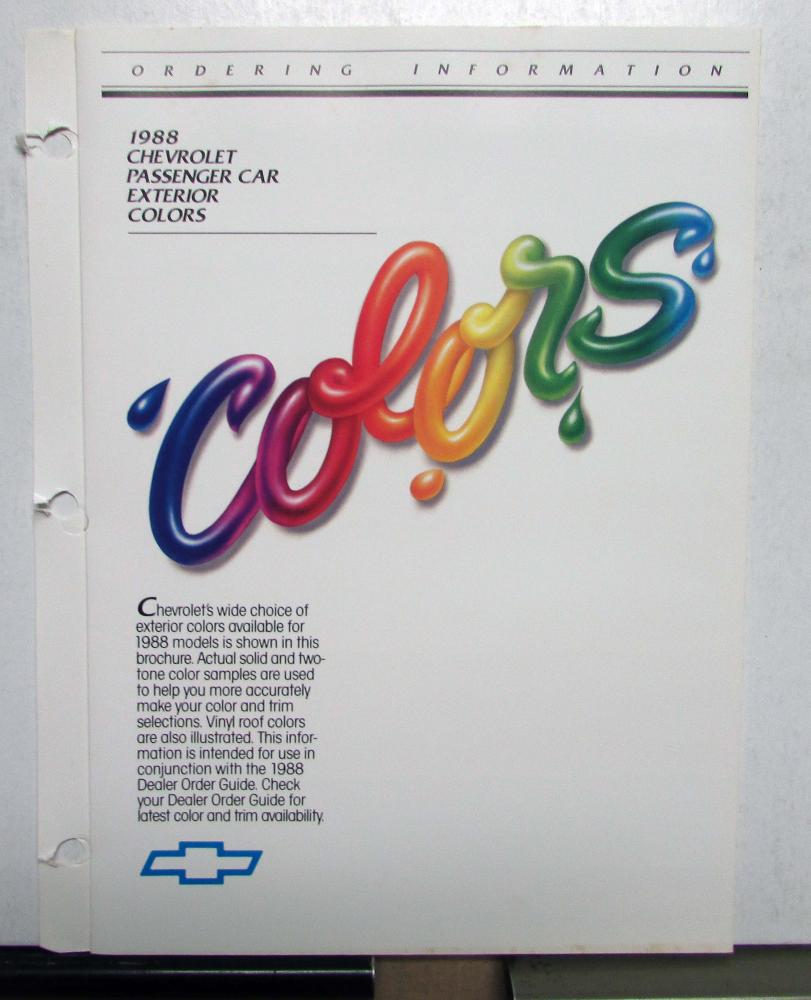 ORDERING INFORMATION
1988
CHEVROLET
PASSENGER CAR
EXTERIOR
COLORS
colors
Chevrolet's wide choice of
exterior colors available for
1988 models is shown in this
brochure. Actual solid and two-
tone color samples are used
to help you more accurately
make your color and trim
selections. Vinyl roof colors
are also illustrated. This infor-
mation is intended for use in
conjunction with the 1988
Dealer Order Guide. Check
your Dealer Order Guide for
latest color and trim availability.